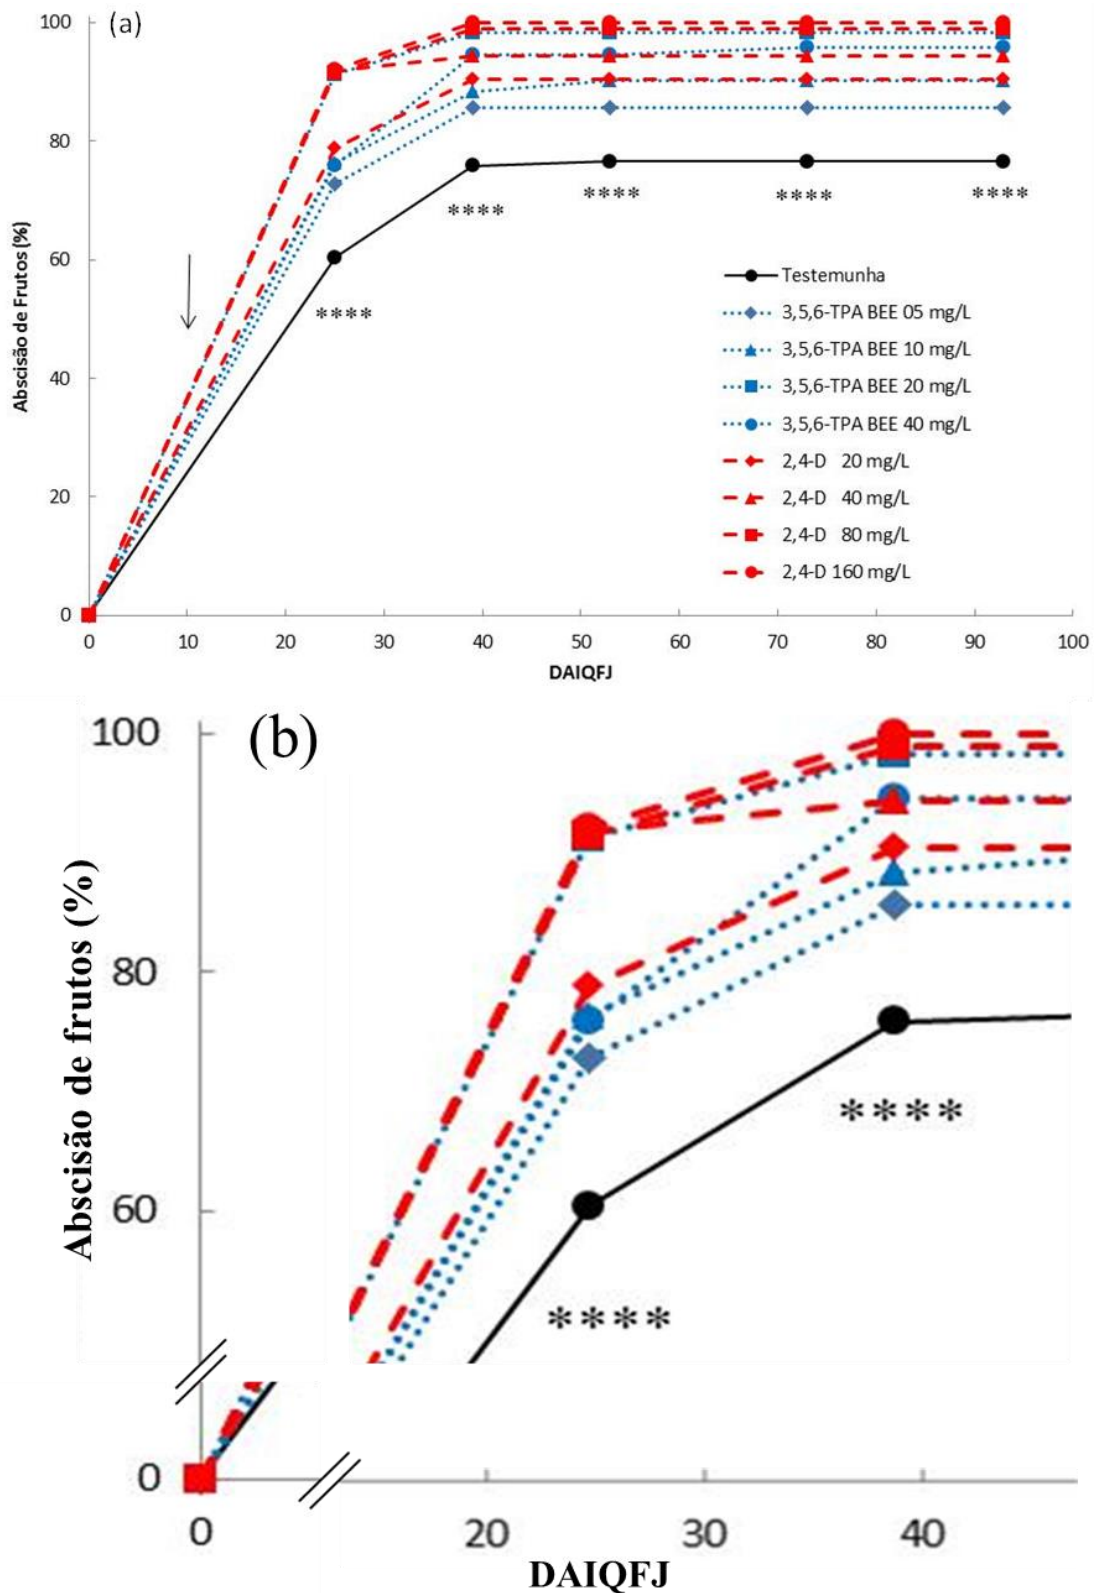 (a)
100
80
60
40
20
0
Abscisão de Frutos (%)
****
****
****
****
****
Testemunha
3,5,6-TPA BEE 05 mg/L
3,5,6-TPA BEE 10 mg/L
3,5,6-TPA BEE 20 mg/L
3,5,6-TPA BEE 40 mg/L
2,4-D 20 mg/L
2,4-D 40 mg/L
2,4-D 80 mg/L
2,4-D 160 mg/L
0 10 20 30 40 50 60 70 80 90 100
DAIQFJ
(b)
100
80
60
0
Abscisão de frutos (%)
****
****
0 20 30 40
DAIQFJ